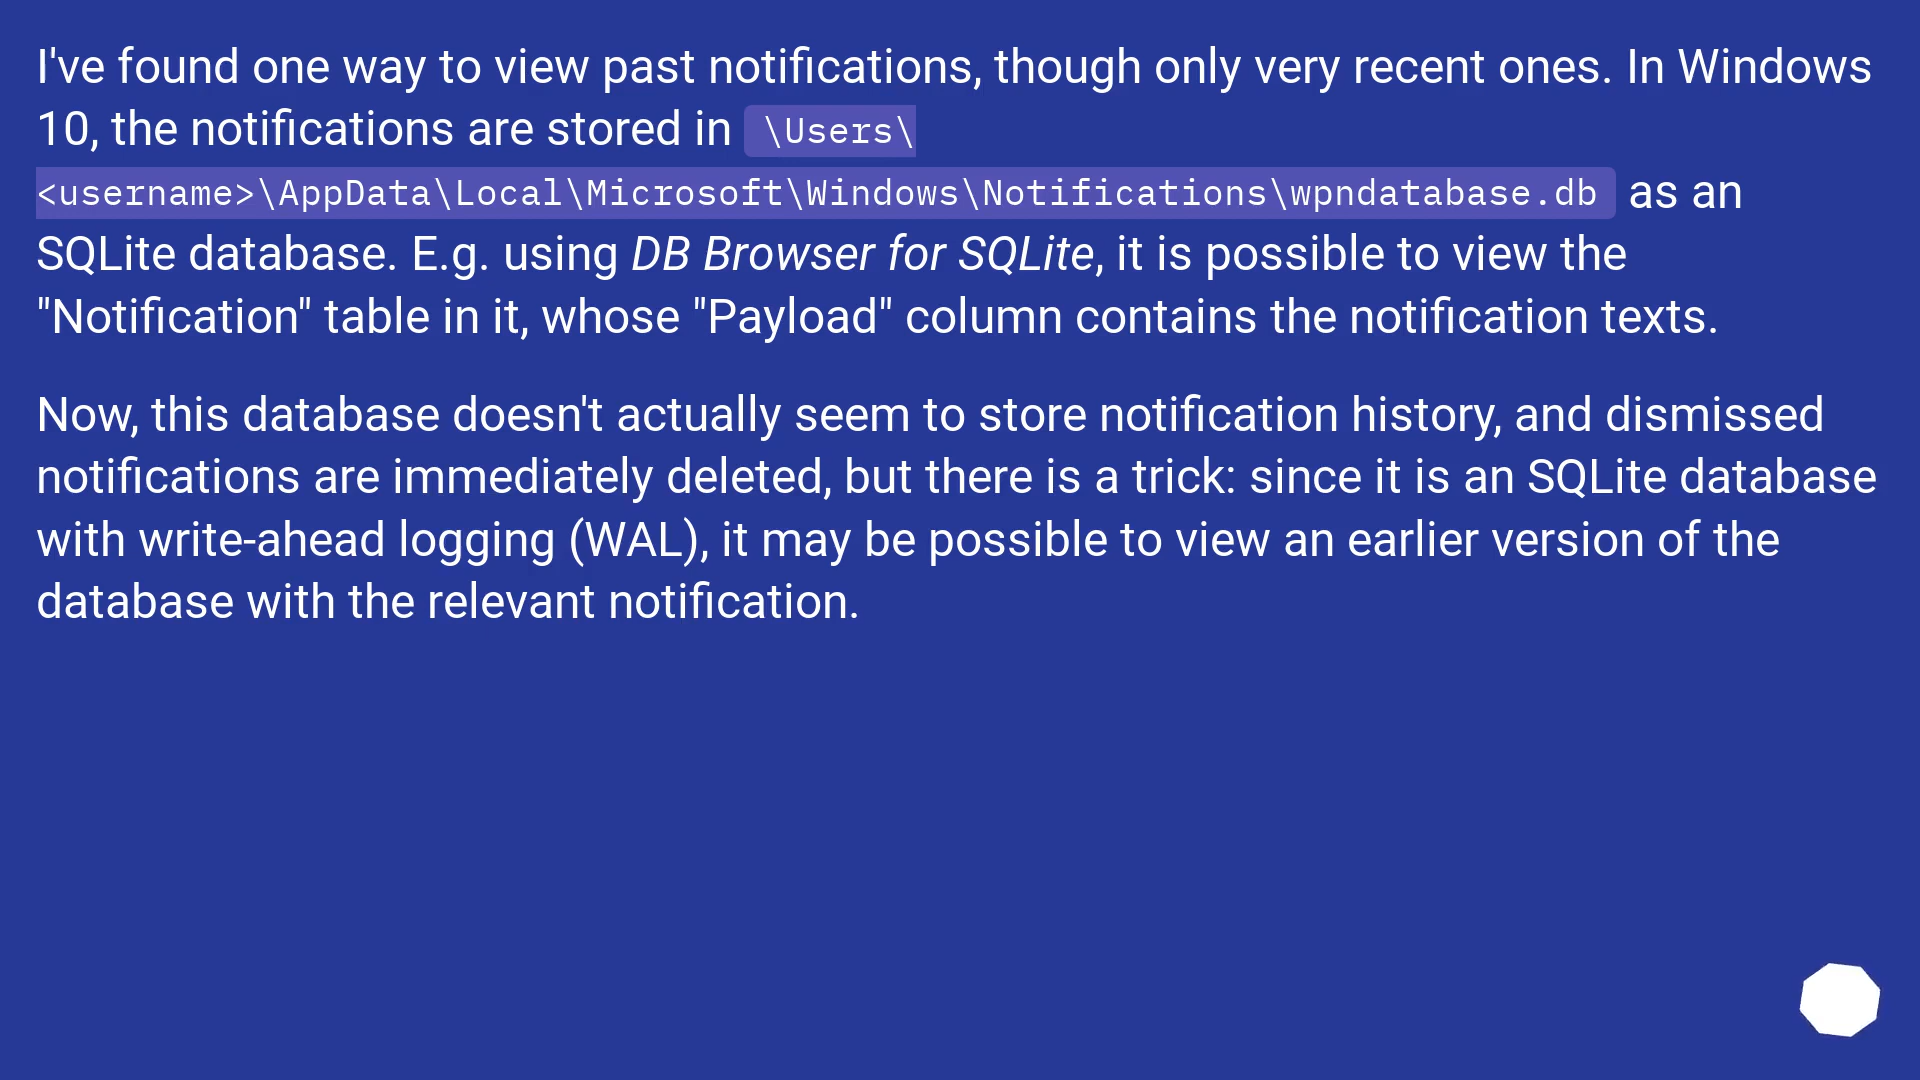 I've found one way to view past notifications, though only very recent ones. In Windows
10, the notifications are stored in \Users\
<username>\AppData\Local\Microsoft\Windows\Notifications\wpndatabase.db as an
SQLite database. E.g. using DB Browser for SQLite, it is possible to view the
"Notification" table in it, whose "Payload" column contains the notification texts.
Now, this database doesn't actually seem to store notification history, and dismissed
notifications are immediately deleted, but there is a trick: since it is an SQLite database
with write-ahead logging (WAL), it may be possible to view an earlier version of the
database with the relevant notification.